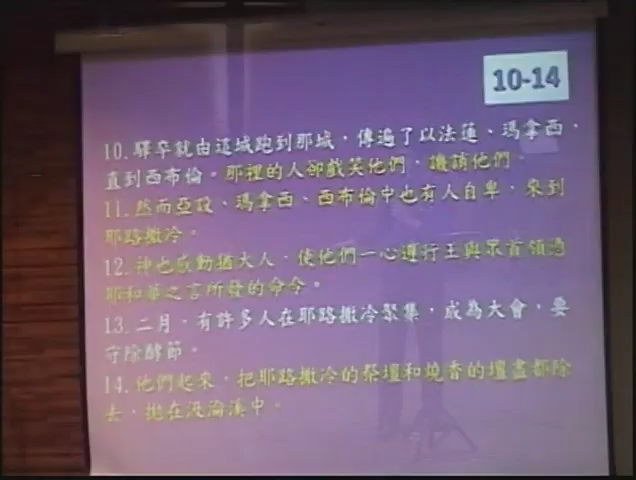 10-14
10.驛卒就由這城跑到那城，傳遍了以法蓮、瑪拿西，
直到西布倫。那裡的人卻戲笑他們，譏誚他們。
11.然而亞設、瑪拿西、西布倫中也有人自卑，來到
耶路撒冷。
12.神也感動猶大人，使他們一心遵行王與眾首領憑
耶和華之言所發的命令。
13.二月，有許多人在耶路撒冷聚集，成為大會，要
守除酵節。
14.他們起來，把耶路撒冷的祭壇和燒香的壇盡都除
去，拋在汲淪溪中。